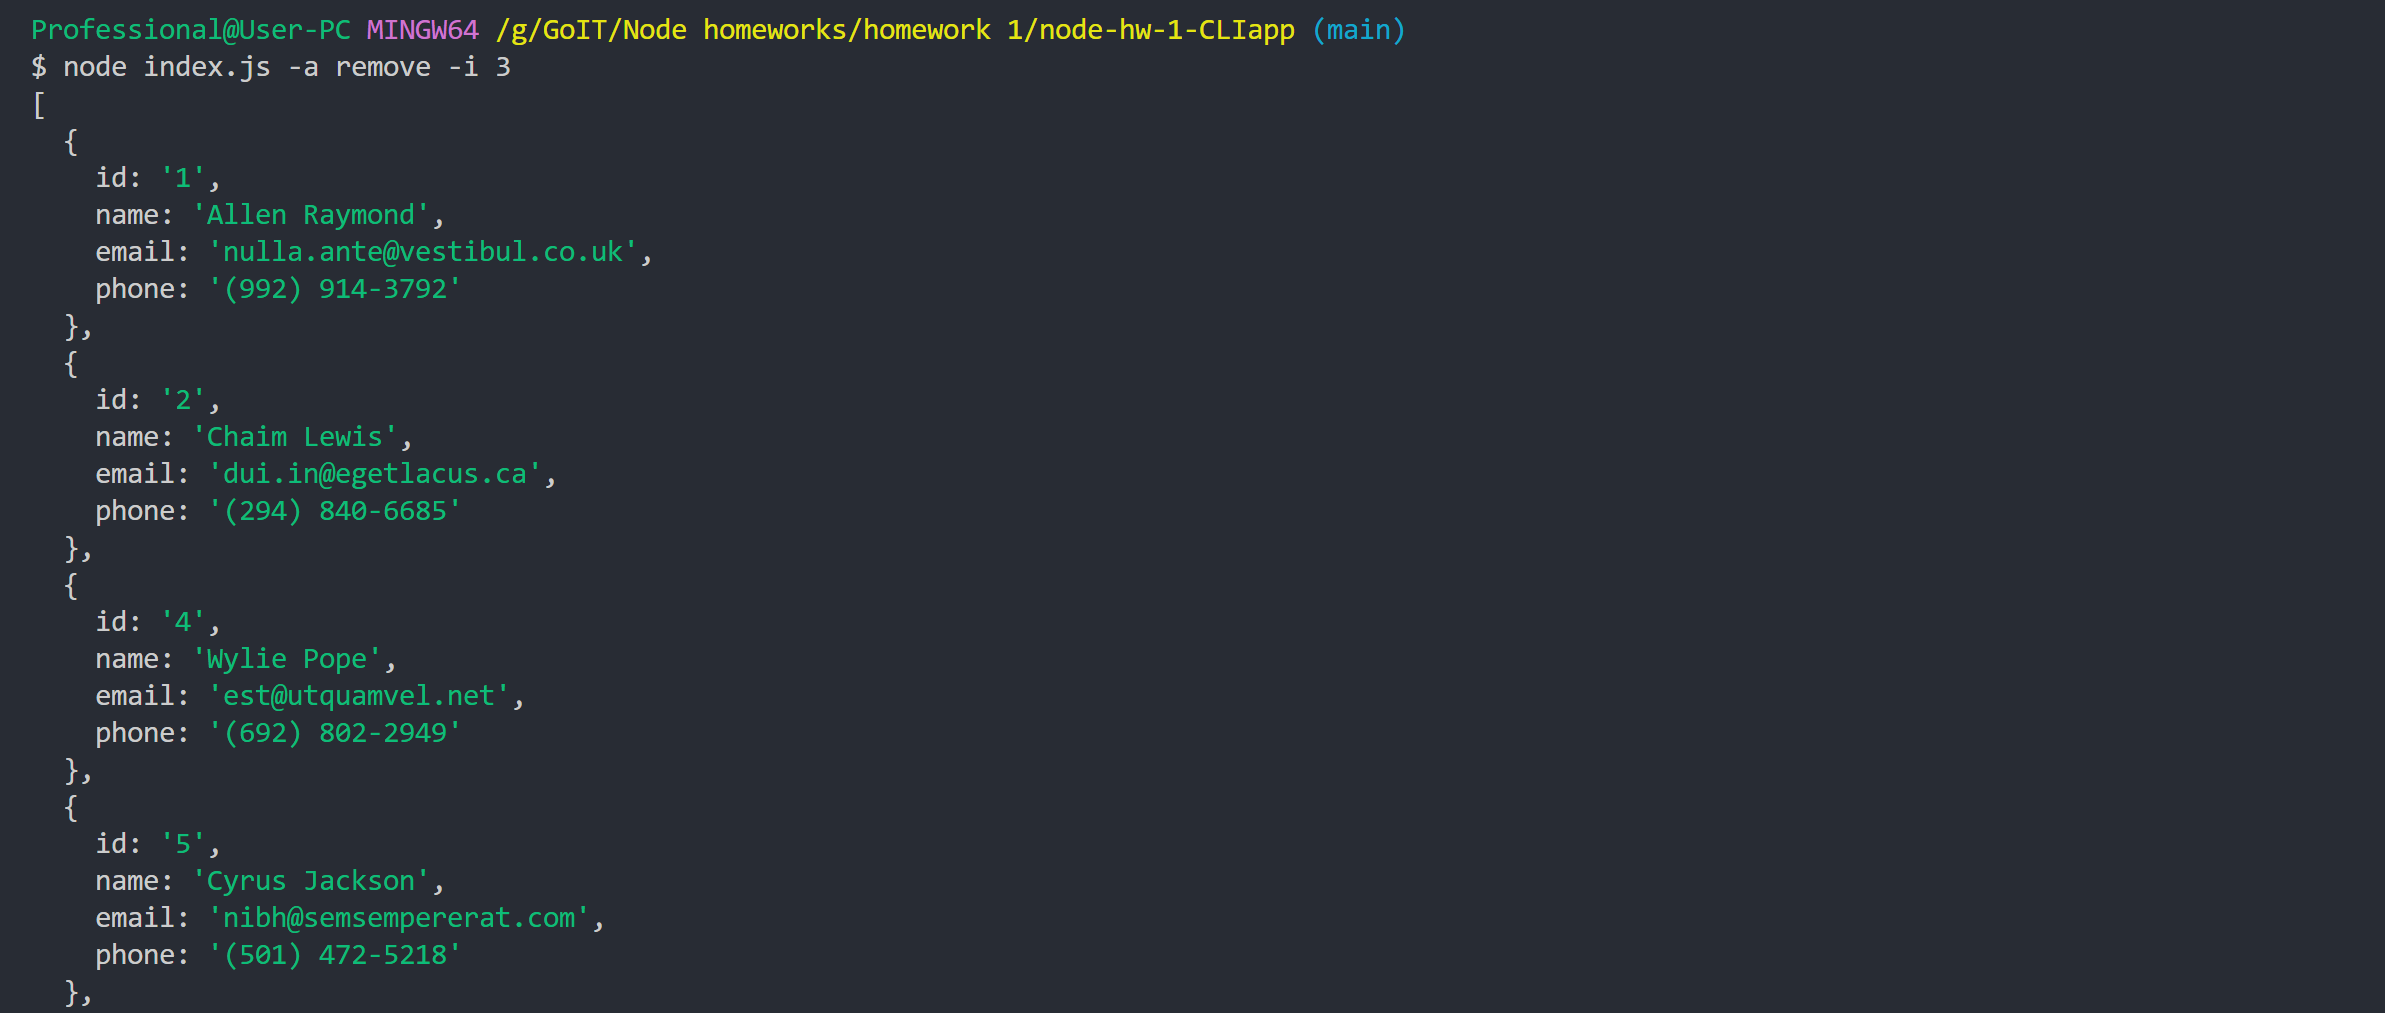 Professional@User-PC MINGW64 /g/GoIT/Node homeworks/homework 1/node-hw-1-CLIapp (main)
$ node index.js -a remove -i 3
[
  {
    id: '1',
    name: 'Allen Raymond',
    email: 'nulla.ante@vestibul.co.uk',
    phone: '(992) 914-3792'
  },
  {
    id: '2',
    name: 'Chaim Lewis',
    email: 'dui.in@egetlacus.ca',
    phone: '(294) 840-6685'
  },
  {
    id: '4',
    name: 'Wylie Pope',
    email: 'est@utquamvel.net',
    phone: '(692) 802-2949'
  },
  {
    id: '5',
    name: 'Cyrus Jackson',
    email: 'nibh@semsempererat.com',
    phone: '(501) 472-5218'
  },